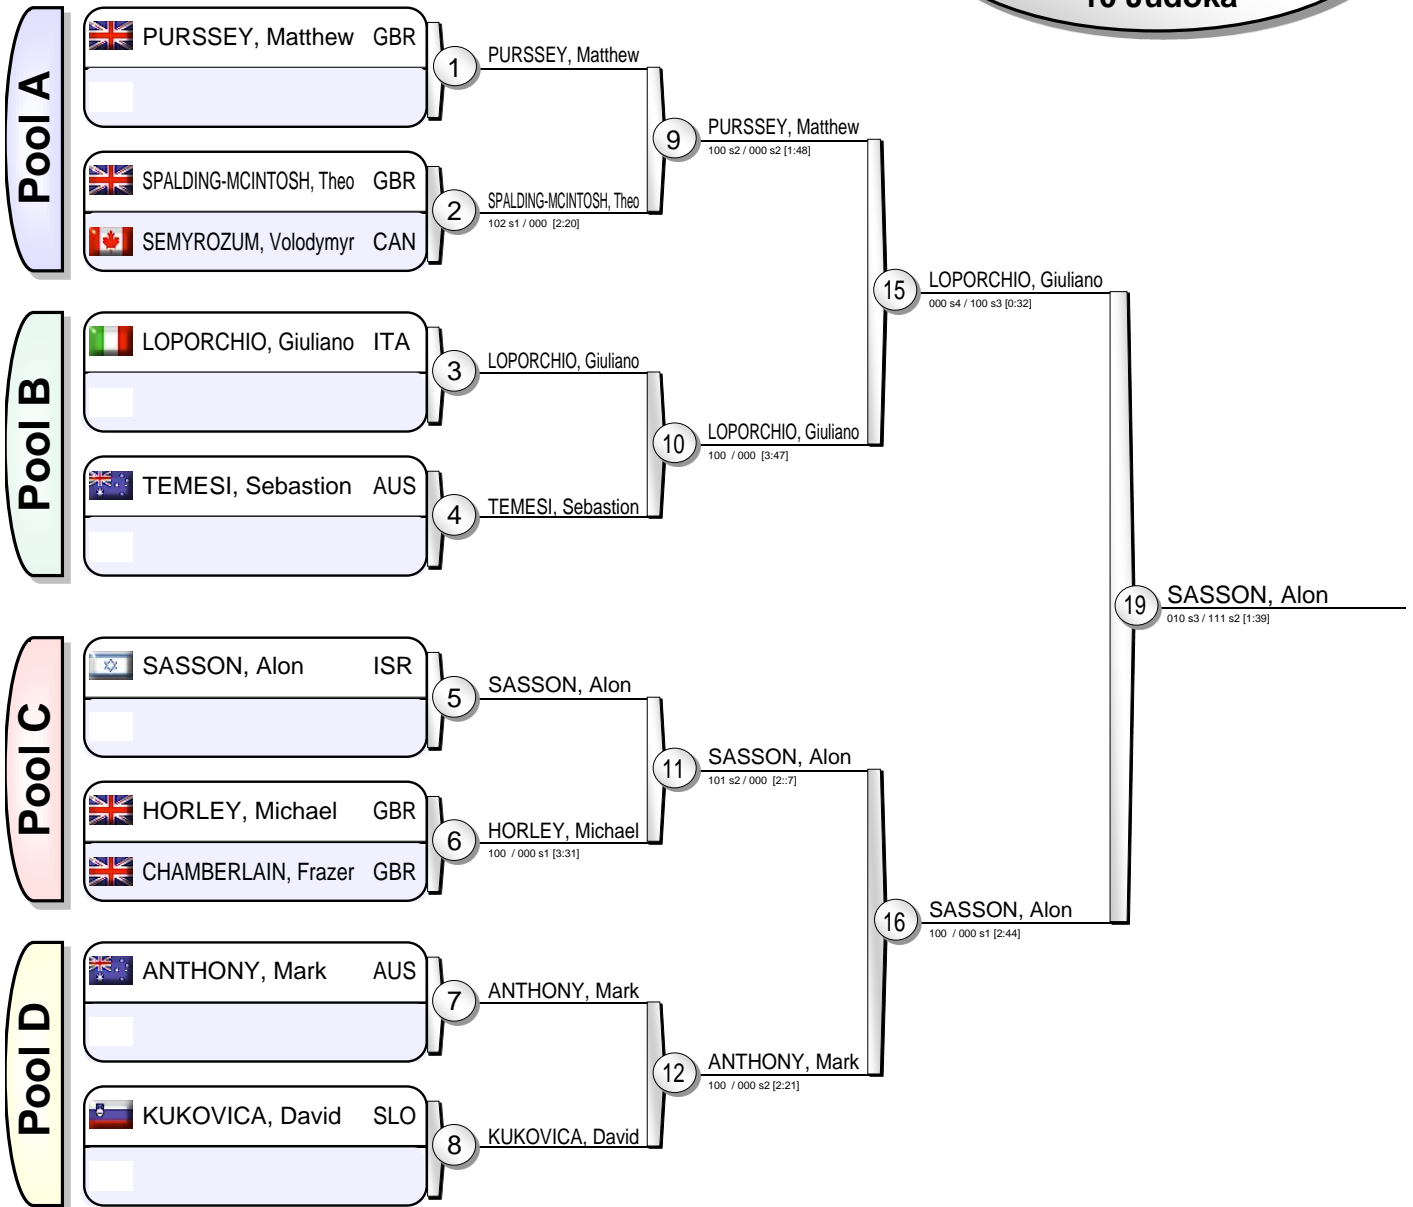 10 Judoka
Pool A
PURSSEY, Matthew GBR
1
PURSSEY, Matthew
SPALDING-MCINTOSH, Theo GBR
SEMYROZUM, Volodymyr CAN
2
SPALDING-MCINTOSH, Theo
102 s1 / 000 [2:20]
9
PURSSEY, Matthew
100 s2 / 000 s2 [1:48]
Pool B
LOPORCHIO, Giuliano ITA
3
LOPORCHIO, Giuliano
TEMESI, Sebastion AUS
4
TEMESI, Sebastion
10
LOPORCHIO, Giuliano
100 / 000 [3:47]
15
LOPORCHIO, Giuliano
000 s4 / 100 s3 [0:32]
Pool C
SASSON, Alon ISR
5
SASSON, Alon
HORLEY, Michael GBR
CHAMBERLAIN, Frazer GBR
6
HORLEY, Michael
100 / 000 s1 [3:31]
11
SASSON, Alon
101 s2 / 000 [2::7]
Pool D
ANTHONY, Mark AUS
7
ANTHONY, Mark
KUKOVICA, David SLO
8
KUKOVICA, David
12
ANTHONY, Mark
100 / 000 s2 [2:21]
16
SASSON, Alon
100 / 000 s1 [2:44]
19
SASSON, Alon
010 s3 / 111 s2 [1:39]